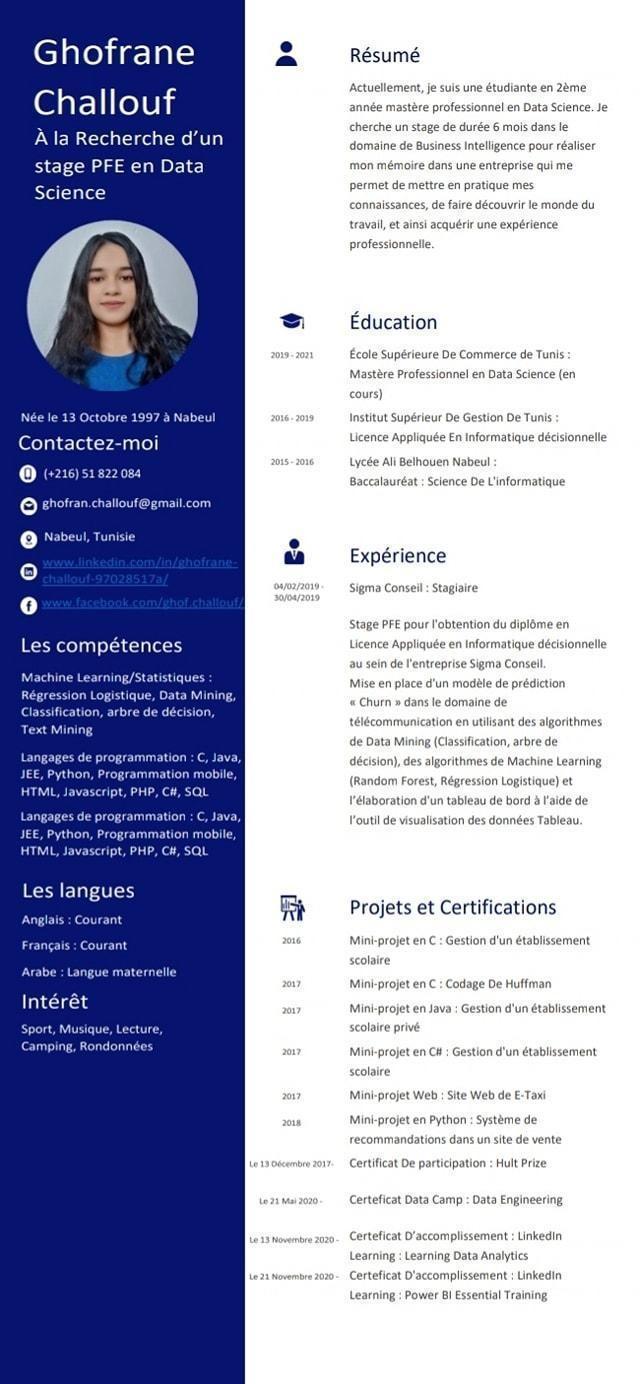 Ghofrane
Challouf
À la Recherche d’un
stage PFE en Data
Science
Née le 13 Octobre 1997 à Nabeul
Contactez-moi
(+216) 51 822 084
ghofran.challouf@gmail.com
Nabeul, Tunisie
www.linkedin.com/in/ghofrane-
challouf-97028517a/
www.facebook.com/ghof.challouf/
Les compétences
Machine Learning/Statistiques :
Régression Logistique, Data Mining,
Classification, arbre de décision,
Text Mining
Langages de programmation : C, Java,
JEE, Python, Programmation mobile,
HTML, Javascript, PHP, C#, SQL
Langages de programmation : C, Java,
JEE, Python, Programmation mobile,
HTML, Javascript, PHP, C#, SQL
Les langues
Anglais : Courant
Français : Courant
Arabe : Langue maternelle
Intérêt
Sport, Musique, Lecture,
Camping, Rondonnées
Résumé
Actuellement, je suis une étudiante en 2ème
année mastère professionnel en Data Science. Je
cherche un stage de durée 6 mois dans le
domaine de Business Intelligence pour réaliser
mon mémoire dans une entreprise qui me
permet de mettre en pratique mes
connaissances, de faire découvrir le monde du
travail, et ainsi acquérir une expérience
professionnelle.
Éducation
2019 - 2021 École Supérieure De Commerce de Tunis :
Mastère Professionnel en Data Science (en
cours)
2016 - 2019 Institut Supérieur De Gestion De Tunis :
Licence Appliquée En Informatique décisionnelle
2015 - 2016 Lycée Ali Belhouen Nabeul :
Baccalauréat : Science De L'informatique
Expérience
04/02/2019 - Sigma Conseil : Stagiaire
30/04/2019
Stage PFE pour l'obtention du diplôme en
Licence Appliquée en Informatique décisionnelle
au sein de l'entreprise Sigma Conseil.
Mise en place d'un modèle de prédiction
« Churn » dans le domaine de
télécommunication en utilisant des algorithmes
de Data Mining (Classification, arbre de
décision), des algorithmes de Machine Learning
(Random Forest, Régression Logistique) et
l’élaboration d’un tableau de bord à l’aide de
l’outil de visualisation des données Tableau.
Projets et Certifications
2016 Mini-projet en C : Gestion d'un établissement
scolaire
2017 Mini-projet en C : Codage De Huffman
2017 Mini-projet en Java : Gestion d'un établissement
scolaire privé
2017 Mini-projet en C# : Gestion d'un établissement
scolaire
2017 Mini-projet Web : Site Web de E-Taxi
2018 Mini-projet en Python : Système de
recommandations dans un site de vente
Le 13 Décembre 2017- Certificat De participation : Hult Prize
Le 21 Mai 2020 - Certeficat Data Camp : Data Engineering
Le 13 Novembre 2020 - Certeficat D’accomplissement : LinkedIn
Learning : Learning Data Analytics
Le 21 Novembre 2020 - Certeficat D'accomplissement : LinkedIn
Learning : Power BI Essential Training